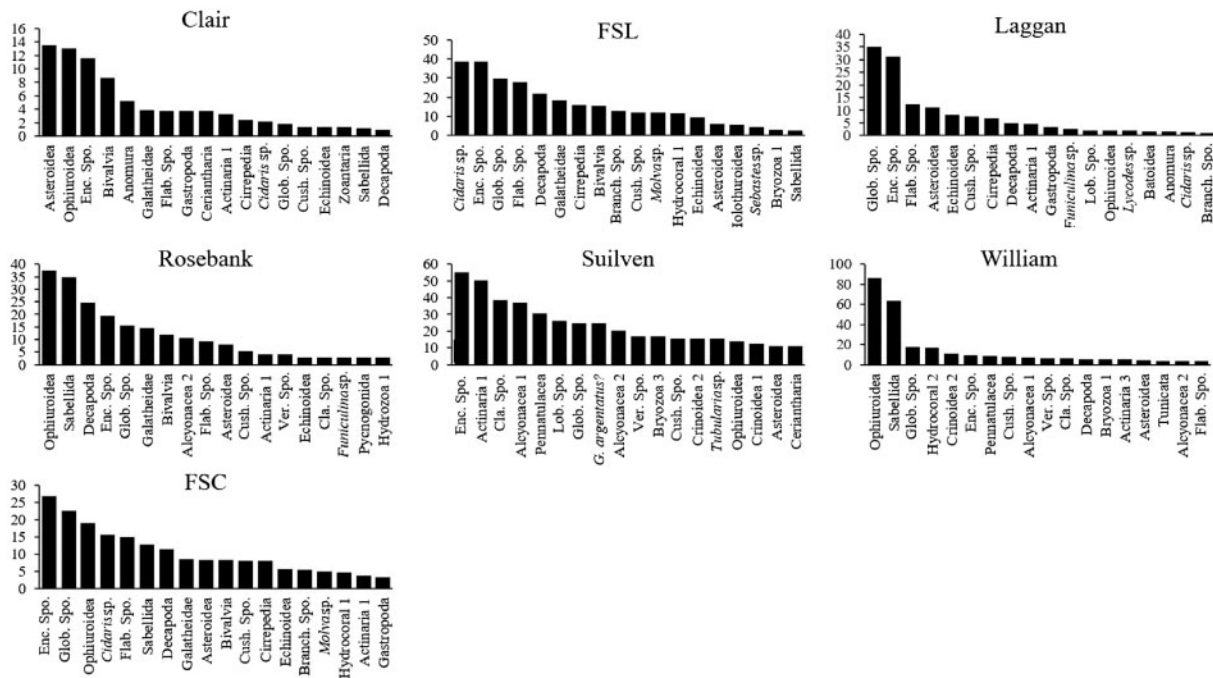 Clair
16
14
12
10
8
6
4
2
0
Asteroidea
Ophiuroidea
Enc. Spo.
Bivalvia
Anomura
Galatheidae
Flab. Spo.
Gastropoda
Ceriantharia
Actinaria 1
Cirrepedia
Cidaris sp.
Glob. Spo.
Cush. Spo.
Echinoidea
Zoantaria
Sabellida
Decapoda
FSL
50
40
30
20
10
0
Cidaris sp.
Enc. Spo.
Glob. Spo.
Flab. Spo.
Decapoda
Galatheidae
Cirrepedia
Bivalvia
Branch. Spo.
Cush. Spo.
Molva sp.
Hydrocoral 1
Echinoidea
Asteroidea
Iolothuroidea
Sebastes sp.
Bryozoa 1
Sabellida
Laggan
40
35
30
25
20
15
10
5
0
Glob. Spo.
Enc. Spo.
Flab. Spo.
Asteroidea
Echinoidea
Cush. Spo.
Cirrepedia
Decapoda
Actinaria 1
Gastropoda
Funiculina sp.
Lob. Spo.
Ophiuroidea
Lycodes sp.
Batoidea
Anomura
Cidaris sp.
Branch. Spo.
Rosebank
40
35
30
25
20
15
10
5
0
Ophiuroidea
Sabellida
Decapoda
Enc. Spo.
Glob. Spo.
Galatheidae
Bivalvia
Alcyonacea 2
Flab. Spo.
Asteroidea
Cush. Spo.
Actinaria 1
Ver. Spo.
Echinoidea
Cla. Spo.
Funiculina sp.
Pycnogonida
Hydrozoa 1
Suilven
60
50
40
30
20
10
0
Enc. Spo.
Actinaria 1
Cla. Spo.
Alcyonacea 1
Pennatulacea
Lob. Spo.
Glob. Spo.
G. argentatus?
Alcyonacea 2
Ver. Spo.
Bryozoa 3
Cush. Spo.
Crinoidea 2
Tubularia sp.
Ophiuroidea
Crinoidea 1
Asteroidea
Ceriantharia
William
100
80
60
40
20
0
Ophiuroidea
Sabellida
Glob. Spo.
Hydrocoral 2
Crinoidea 2
Enc. Spo.
Pennatulacea
Cush. Spo.
Alcyonacea 1
Ver. Spo.
Cla. Spo.
Decapoda
Bryozoa 1
Actinaria 3
Asteroidea
Tunicata
Alcyonacea 2
Flab. Spo.
FSC
30
25
20
15
10
5
0
Enc. Spo.
Glob. Spo.
Ophiuroidea
Cidaris sp.
Flab. Spo.
Sabellida
Decapoda
Galatheidae
Asteroidea
Bivalvia
Cush. Spo.
Cirrepedia
Echinoidea
Branch. Spo.
Molva sp.
Hydrocoral 1
Actinaria 1
Gastropoda